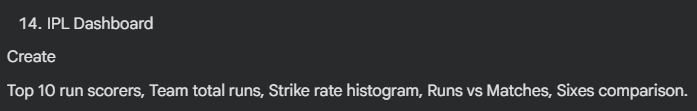 14. IPL Dashboard
Create
Top 10 run scorers, Team total runs, Strike rate histogram, Runs vs Matches, Sixes comparison.